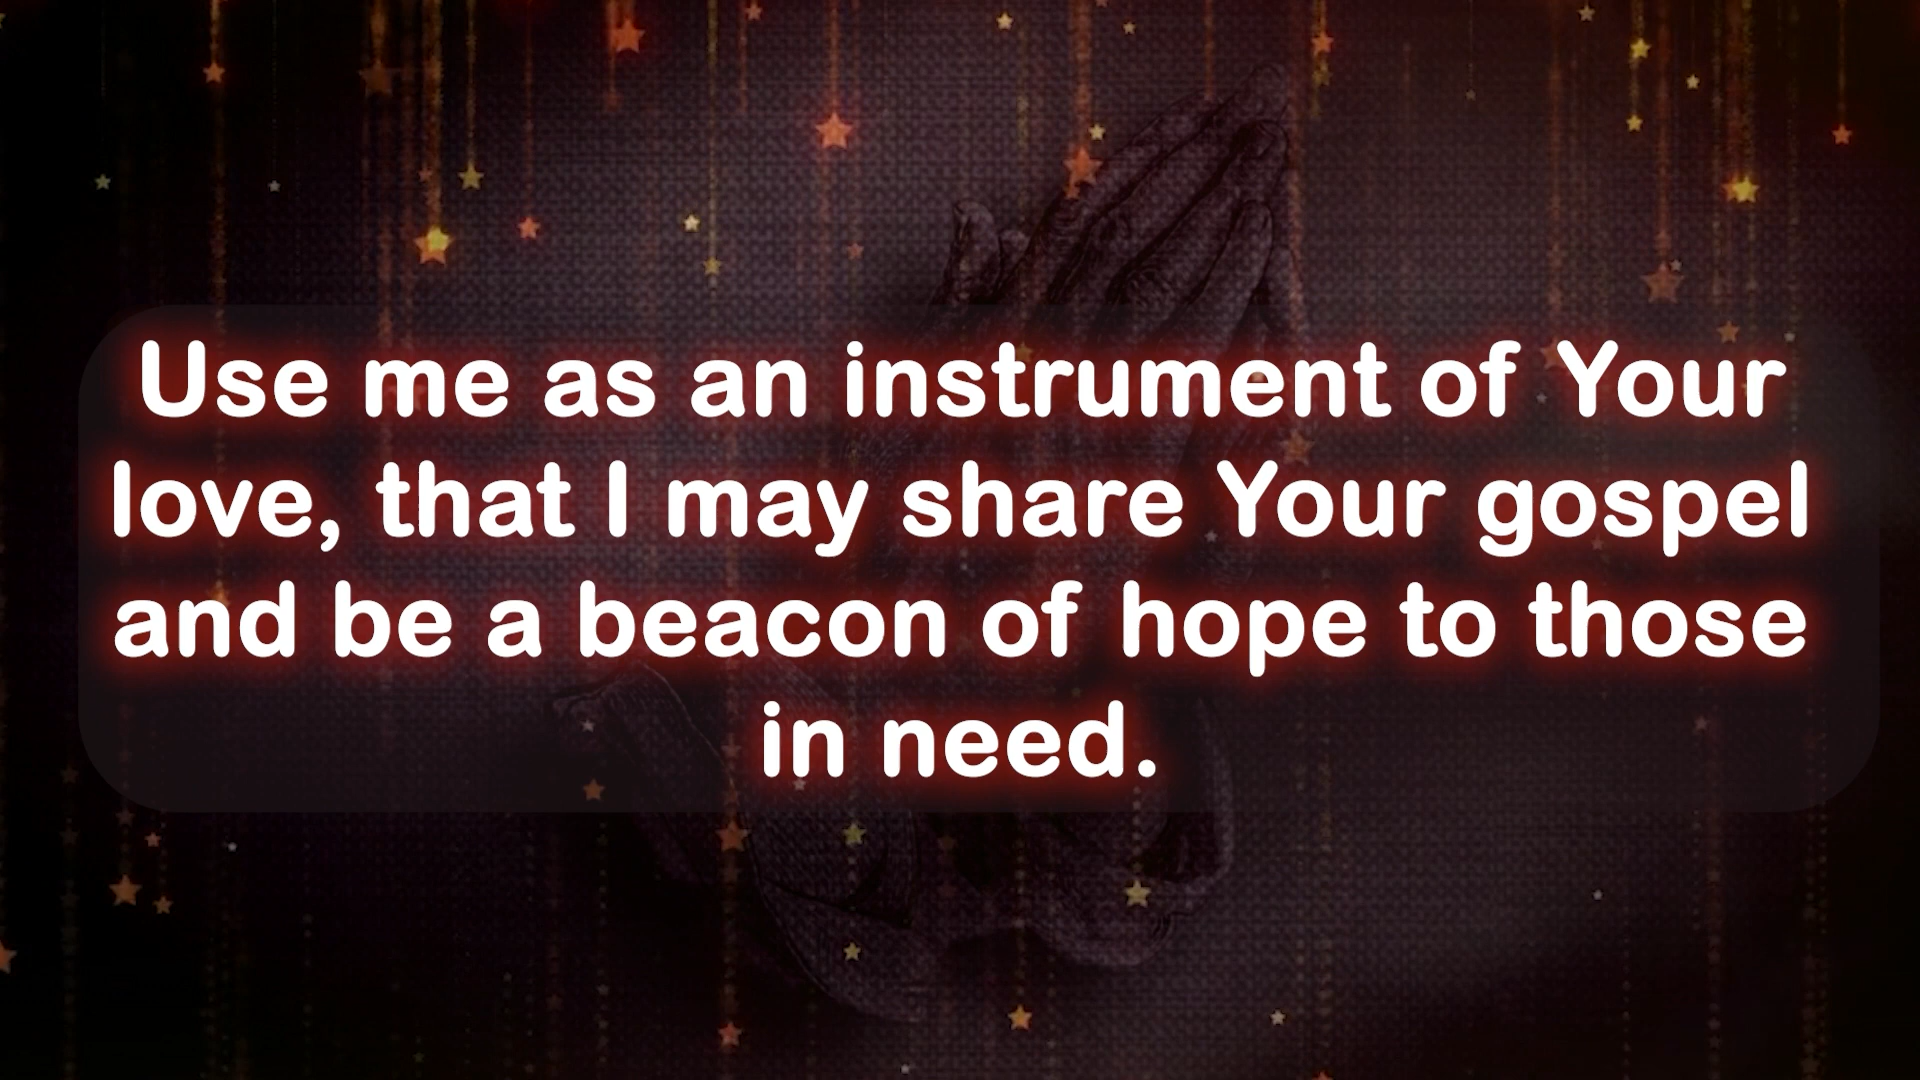 Use me as an instrument of Your
love, that I may share Your gospel
and be a beacon of hope to those
in need.